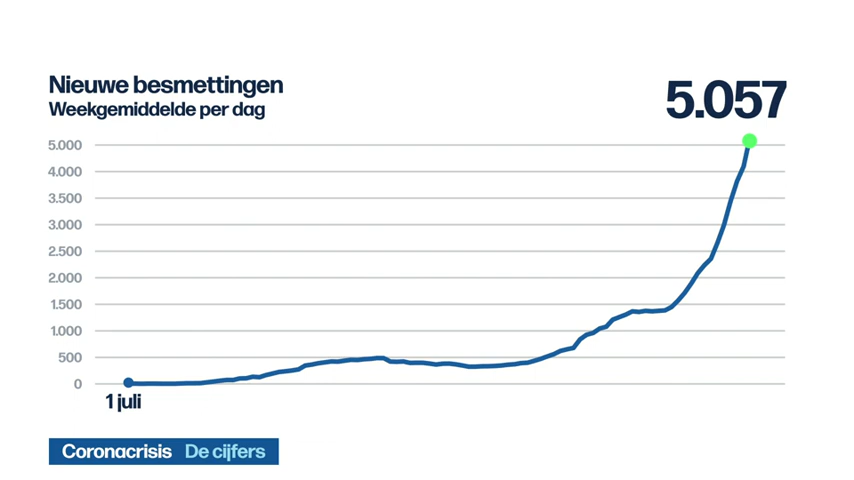 Nieuwe besmettingen
Weekgemiddelde per dag
5.057
5.000
4.000
3.500
3.000
2.500
2.000
1.500
1.000
500
0
1 juli
Coronacrisis De cijfers